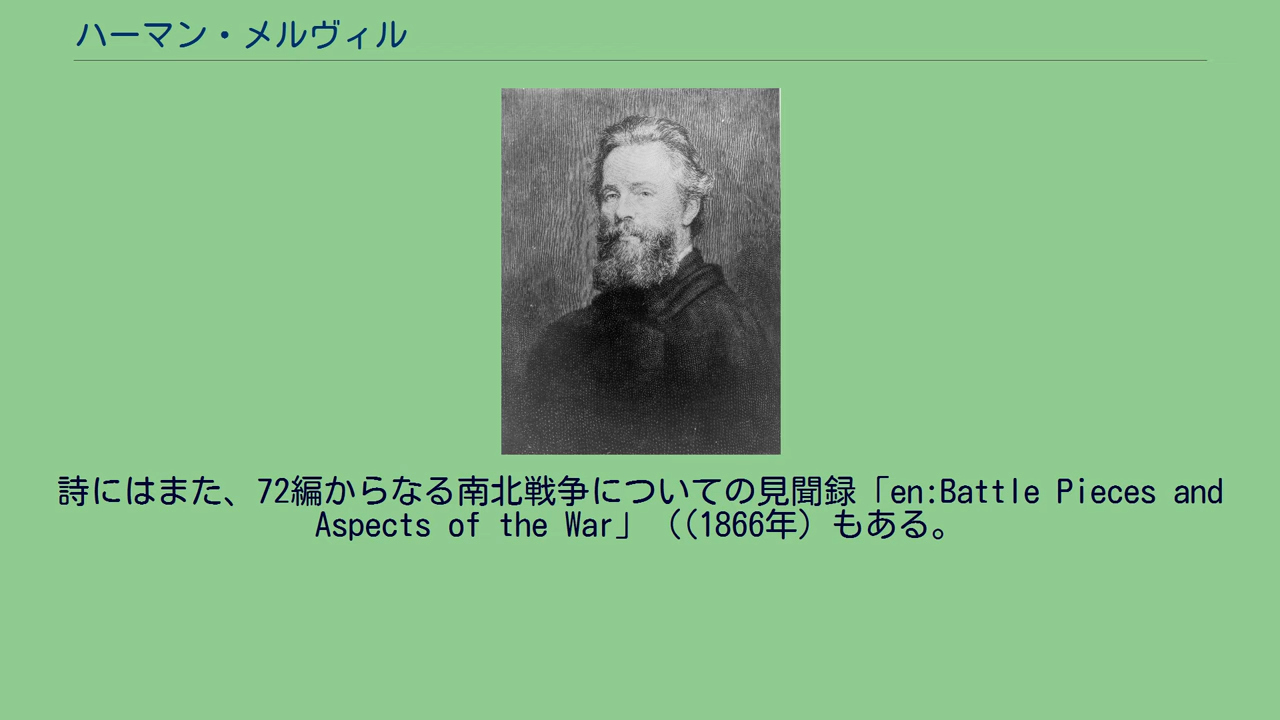 ハーマン・メルヴィル
詩にはまた、72編からなる南北戦争についての見聞録「en:Battle Pieces and
Aspects of the War」（(1866年）もある。